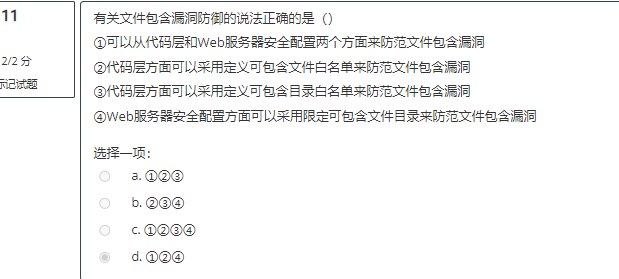 11
2/2 分
标记试题
有关文件包含漏洞防御的说法正确的是（）
①可以从代码层和Web服务器安全配置两个方面来防范文件包含漏洞
②代码层方面可以采用定义可包含文件白名单来防范文件包含漏洞
③代码层方面可以采用定义可包含目录白名单来防范文件包含漏洞
④Web服务器安全配置方面可以采用限定可包含文件目录来防范文件包含漏洞
选择一项：
a. ①②③
b. ②③④
c. ①②③④
d. ①②④